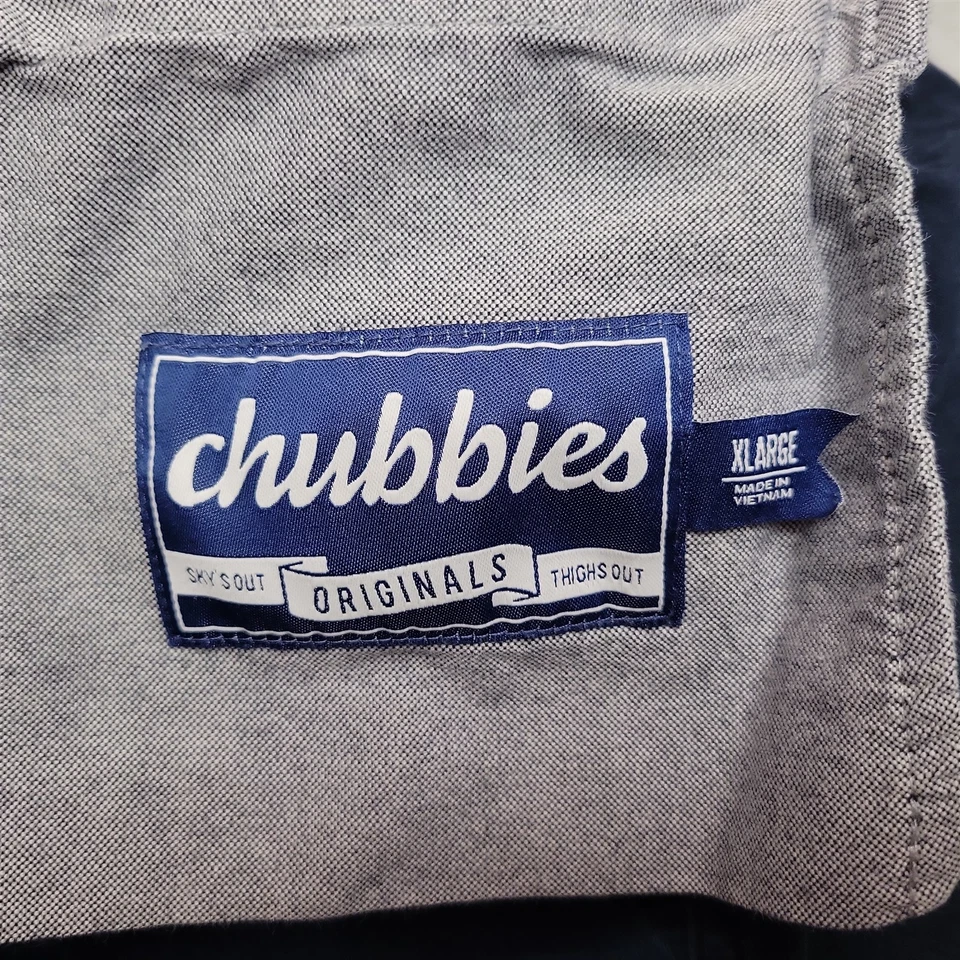 chubbies
SKY'S OUT
ORIGINALS
THIGHS OUT
XLARGE
MADE IN
VIETNAM